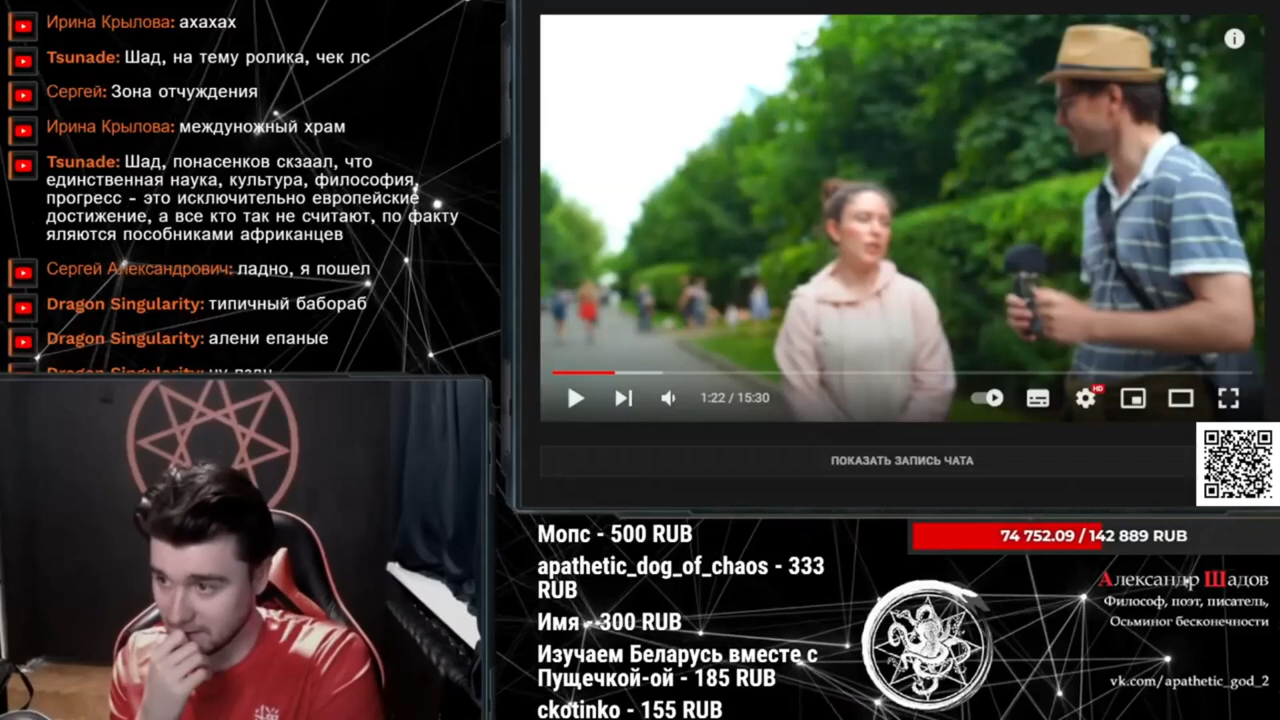 Ирина Крылова: ахахах
Tsunade: Шад, на тему ролика, чек лс
Сергей: Зона отчуждения
Ирина Крылова: междуножный храм
Tsunade: Шад, понасенков скзаал, что
единственная наука, культура, философия,
прогресс - это исключительно европейские
достижение, а все кто так не считают, по факту
яляются пособниками африканцев
Сергей Александрович: ладно, я пошел
Dragon Singularity: типичный бабораб
Dragon Singularity: алени епаные
1:22 / 15:30
HD
ПОКАЗАТЬ ЗАПИСЬ ЧАТА
Мопс - 500 RUB
apathetic_dog_of_chaos - 333
RUB
Имя - 300 RUB
Изучаем Беларусь вместе с
Пущечкой-ой - 185 RUB
ckotinko - 155 RUB
74 752.09 / 142 889 RUB
Александр Шадов
Философ, поэт, писатель,
Осьминог бесконечности
vk.com/apathetic_god_2